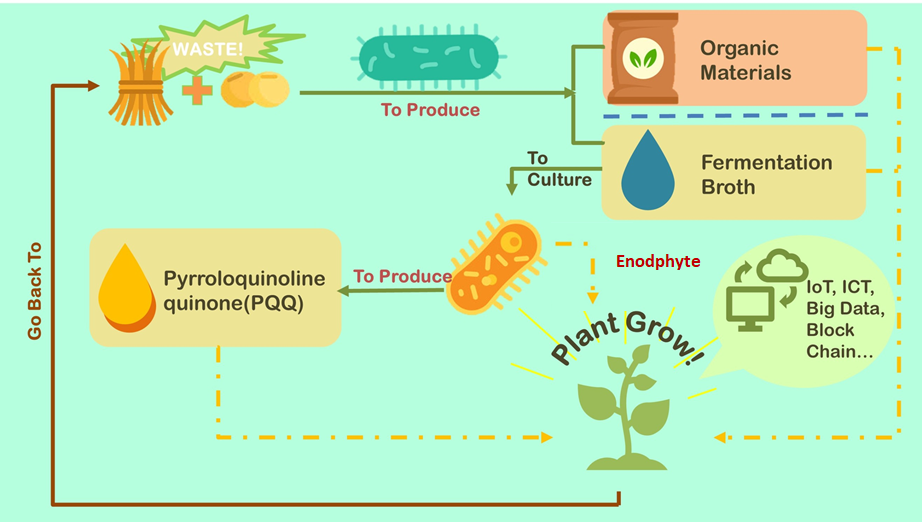 WASTE!
To Produce
Organic
Materials
Fermentation
Broth
To
Culture
Enodphyte
To Produce
Pyrroloquinoline
quinone(PQQ)
Go Back To
Plant Grow!
IoT, ICT,
Big Data,
Block
Chain...